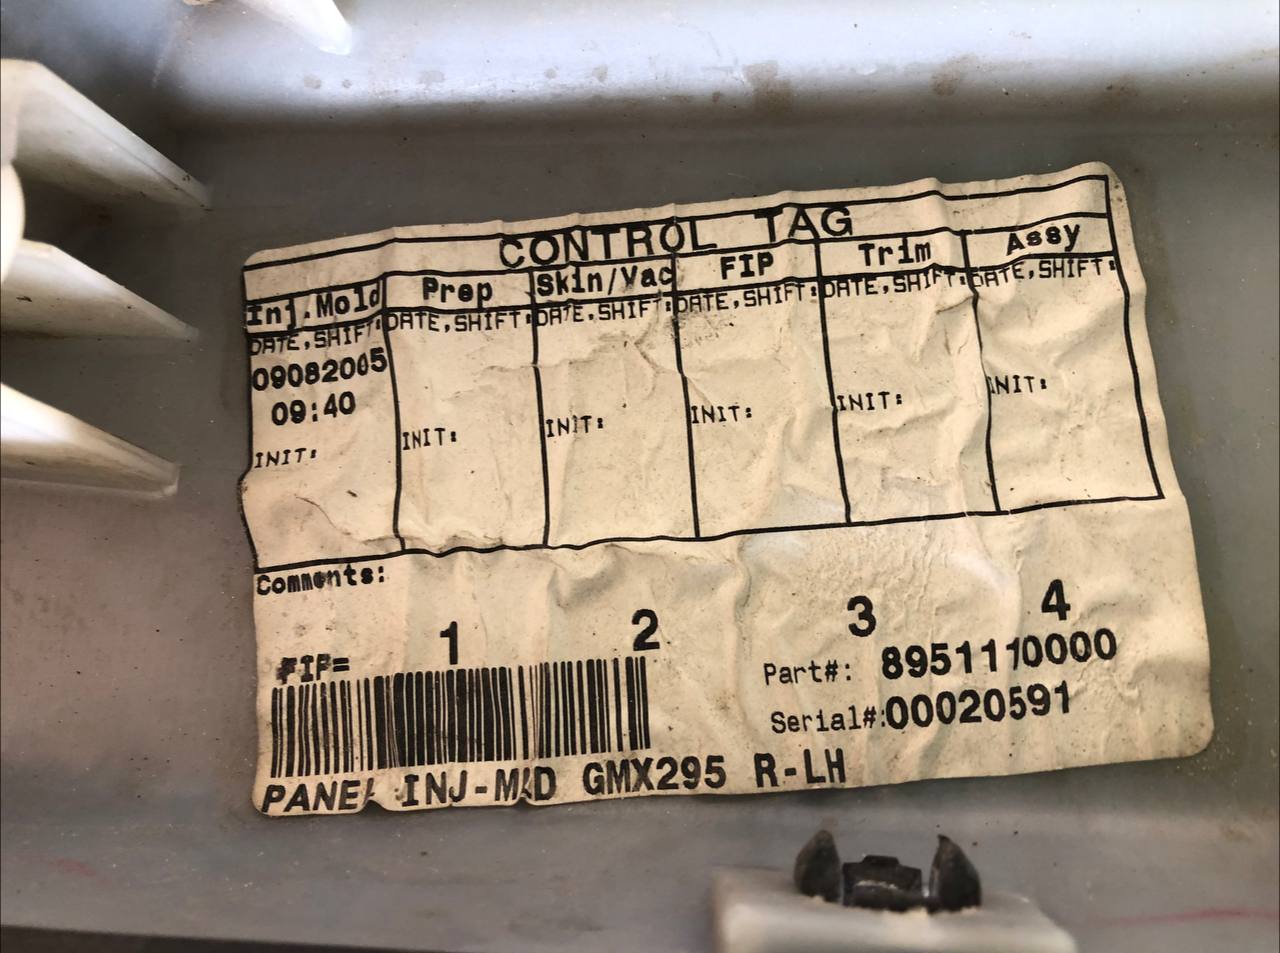 CONTROL TAG
Inj.Mold Prep Skin/Vac FIP Trim Assy
DATE,SHIFT: DATE,SHIFT: DATE,SHIFT: DATE,SHIFT: DATE,SHIFT: DATE,SHIFT:
09082005
09:40
INIT: INIT: INIT: INIT: INIT: INIT:
Comments:
1 2 3 4
FIP=
Part#: 8951110000
Serial#:00020591
PANEL INJ-MLD GMX295 R-LH